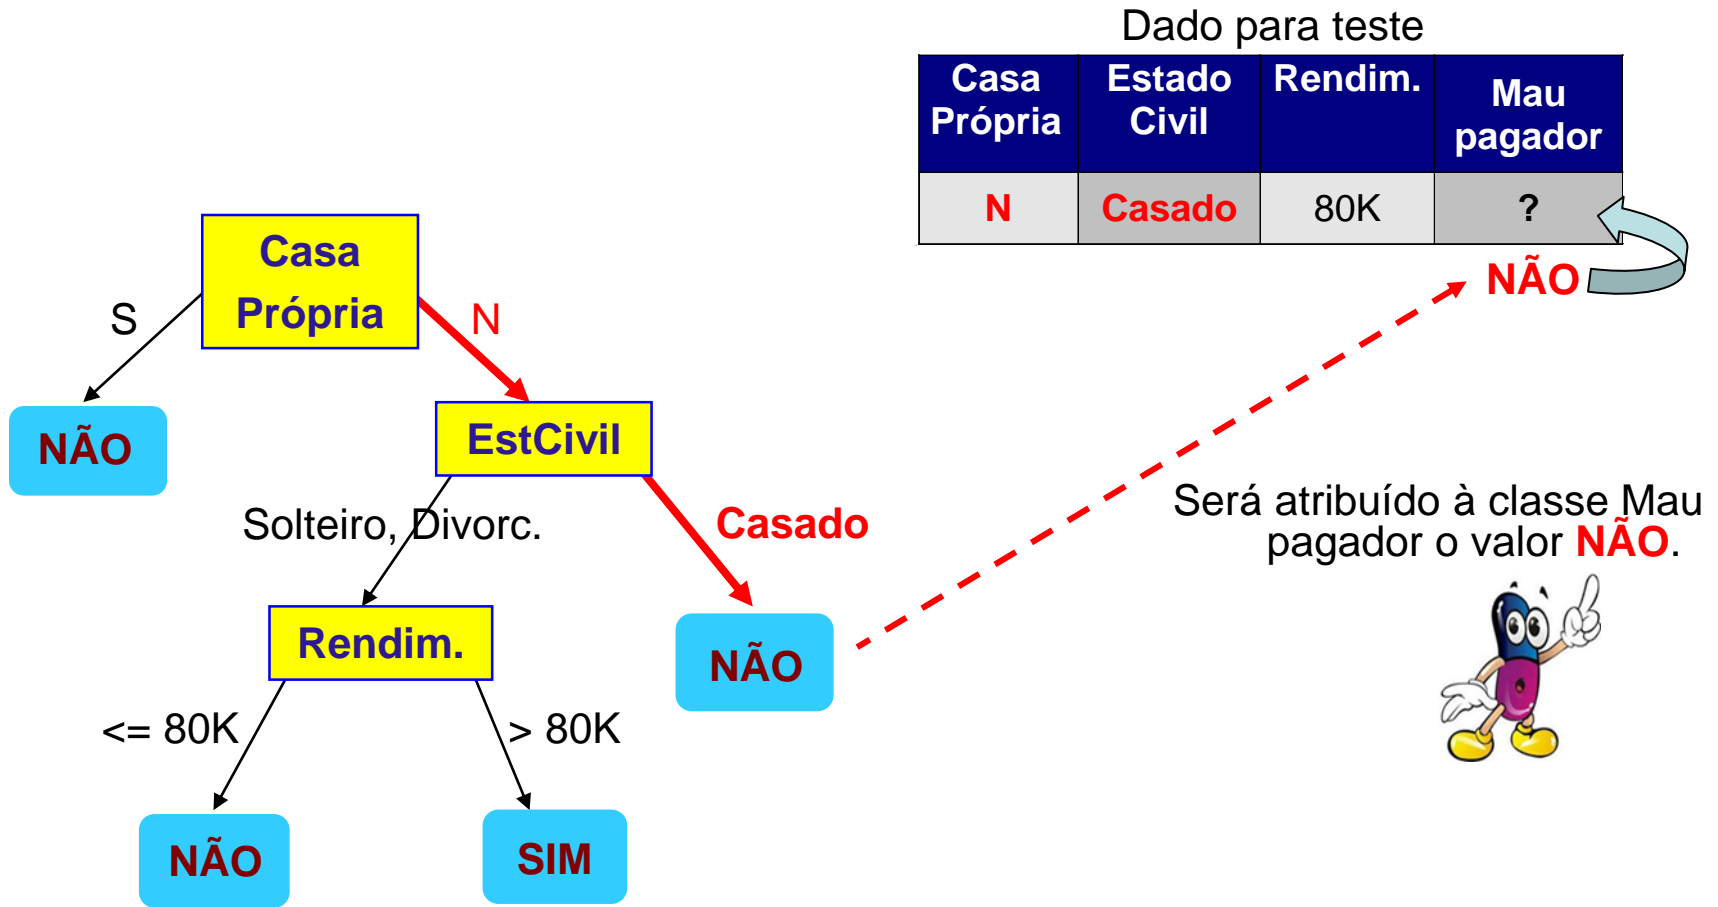 Dado para teste
Casa Própria
Estado Civil
Rendim.
Mau pagador
N
Casado
80K
?
NÃO
Casa
Própria
S
N
NÃO
EstCivil
Solteiro, Divorc.
Casado
Será atribuído à classe Mau
pagador o valor NÃO.
Rendim.
NÃO
<= 80K
> 80K
NÃO
SIM